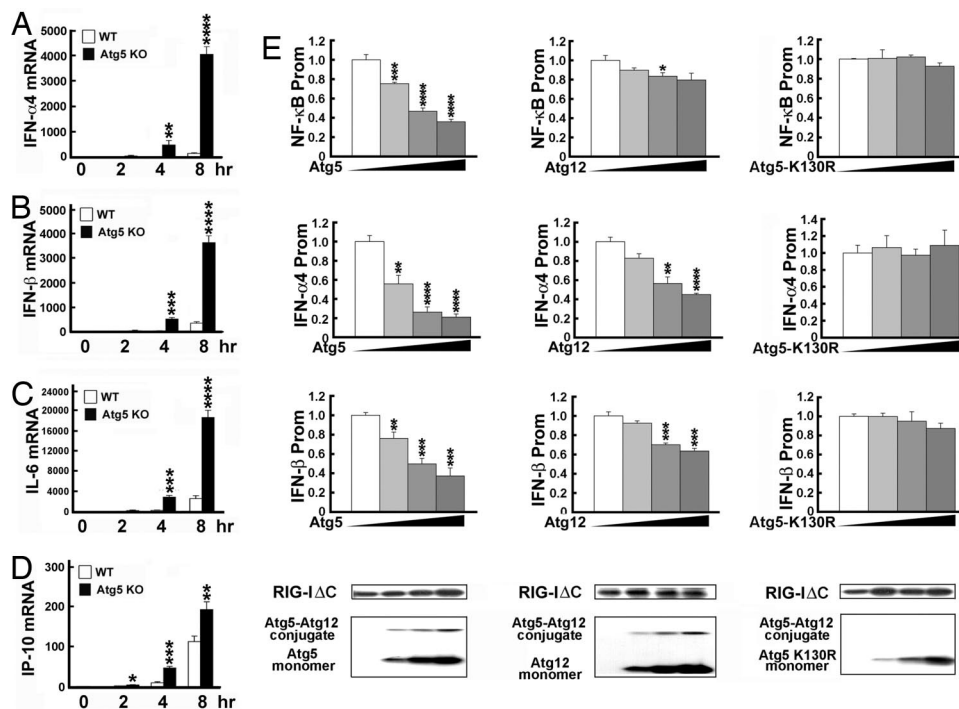 A
WT
Atg5 KO
IFN-α4 mRNA
5000
4000
3000
2000
1000
0
**
****
0 2 4 8 hr
B
WT
Atg5 KO
IFN-β mRNA
5000
4000
3000
2000
1000
0
***
****
0 2 4 8 hr
C
WT
Atg5 KO
IL-6 mRNA
24000
20000
16000
12000
8000
4000
0
***
****
0 2 4 8 hr
D
WT
Atg5 KO
IP-10 mRNA
300
200
100
0
*
***
**
0 2 4 8 hr
E
NF-κB Prom
1.2
1.0
0.8
0.6
0.4
0.2
0
***
****
****
Atg5
NF-κB Prom
1.2
1.0
0.8
0.6
0.4
0.2
0
*
Atg12
NF-κB Prom
1.2
1.0
0.8
0.6
0.4
0.2
0
Atg5-K130R
IFN-α4 Prom
1.2
1.0
0.8
0.6
0.4
0.2
0
**
****
****
Atg5
IFN-α4 Prom
1.2
1.0
0.8
0.6
0.4
0.2
0
**
****
Atg12
IFN-α4 Prom
1.4
1.2
1.0
0.8
0.6
0.4
0.2
0
Atg5-K130R
IFN-β Prom
1.2
1.0
0.8
0.6
0.4
0.2
0
**
***
***
Atg5
IFN-β Prom
1.2
1.0
0.8
0.6
0.4
0.2
0
***
***
Atg12
IFN-β Prom
1.2
1.0
0.8
0.6
0.4
0.2
0
Atg5-K130R
RIG-IΔC
Atg5-Atg12
conjugate
Atg5
monomer
RIG-IΔC
Atg5-Atg12
conjugate
Atg12
monomer
RIG-IΔC
Atg5-Atg12
conjugate
Atg5 K130R
monomer